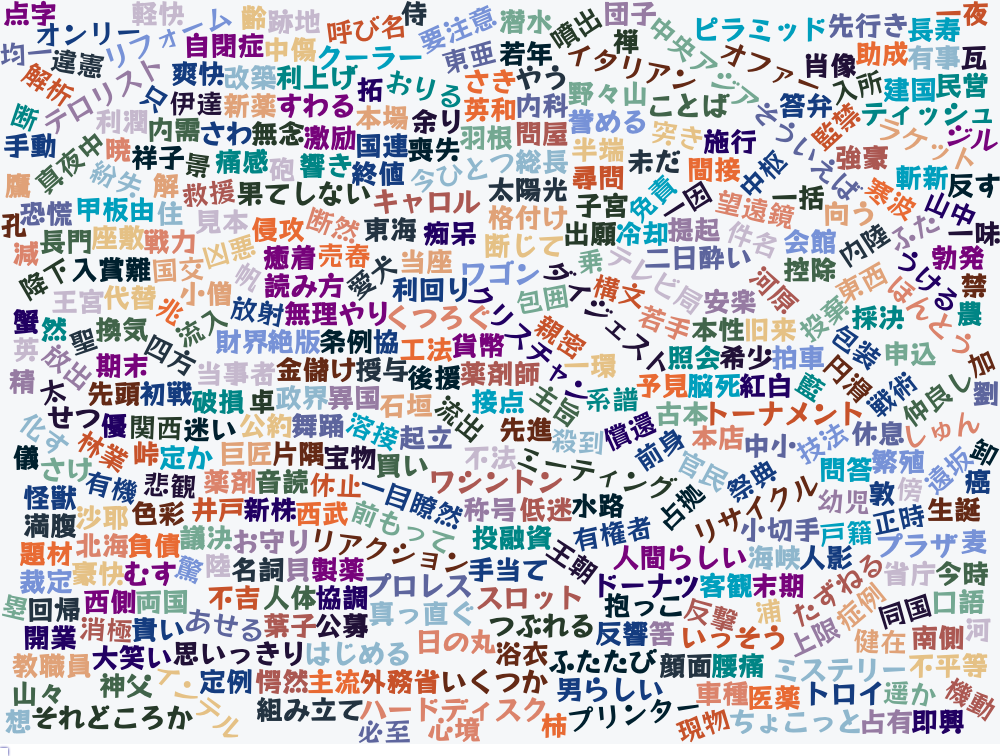 点字
軽快
齢
跡地
侍
呼び名
要注意
潜水
噴出
団子
中央アジア
ピラミッド
先行き
長寿
一夜
オンリー
リフォーム
自閉症
中傷
クーラー
東亜
若年
禅
イタリアン
オファー
肖像
助成
有事
瓦
均一
違憲
解析
テロリスト
爽快
改築
利上げ
拓
おりる
さき
やう
野々山
ことば
そういえば
答弁
入所
建国
民営
断
只
伊達
新薬
すわる
本場
余り
英和
内科
誉める
突き
施行
監禁
ティッシュ
ラケット
ジル
手動
利潤
内需
さわ
無念
激励
国連
喪失
羽根
問屋
半端
未だ
間接
中枢
強豪
真夜中
暁
祥子
景
痛感
砲
響き
終値
今ひとつ
総長
尋問
免責
一因
望遠鏡
一括
寒波
斬新
反す
鷹
紛失
解
救援
果てしない
キャロル
太陽光
子宮
向う
山中
孔
恐慌
甲板
由
住
見本
侵攻
断然
東海
痴呆
格付け
断じて
出願
冷却
提起
件名
会館
内陸
ふた
一味
減
長門
座敷
戦力
凶悪
癒着
売春
当座
ワゴン
ダイジェスト
乗
テレビ局
二日酔い
控除
東西
うける
勃発
降下
入賞
難
国交
帆
読み方
愛犬
利回り
クリスチャン
包囲
横文
若手
安楽
河原
投棄
ほんとう
禁
王宮
代替
兆
小僧
放射
無理やり
くつろぐ
親密
本性
旧来
包装
採決
農
蟹
然
聖
換気
流入
財界
絶版
条例
協
工法
貨幣
一環
照会
希少
拍車
円滑
申込
加
英
放出
期末
四方
当事者
金儲け
授与
後援
薬剤師
主局
系譜
予見
脳死
紅白
藍
戦術
仲良し
劉
精
太
先頭
初戦
破損
卓
政界
異国
石垣
流出
接点
古本
トーナメント
せつ
優
関西
迷い
公約
舞踊
溶接
起立
先進
殺到
償還
前身
本店
中小
技法
休息
しゅん
化す
林業
峠
定か
巨匠
片隅
宝物
買い
不法
ミーティング
官民
祭典
問答
繁殖
遠坂
卸
儀
さけ
有機
悲観
薬剤
音読
休止
一目瞭然
ワシントン
占拠
リサイクル
幼児
敦
傍
癌
怪獣
満腹
沙耶
色彩
井戸
新株
西武
前もって
称号
低迷
水路
有権者
小切手
戸籍
正時
生誕
題材
北海
負債
議決
お守り
リアクション
投融資
王朝
人間らしい
海峡
人影
プラザ
麦
裁定
豪快
むす
驚
陸
名詞
貝
製薬
プロレス
手当て
ドーナツ
客観
末期
たずねる
省庁
今時
塁
回帰
西側
両国
不吉
人体
協調
真っ直ぐ
スロット
抱っこ
反撃
浦
症例
同国
口語
開業
消極
貴い
あせる
葉子
公募
日の丸
つぶれる
反響
筈
いっそう
上限
健在
南側
河
教職員
大笑い
思いっきり
はじめる
浴衣
ふたたび
顔面
腰痛
ミステリー
不平等
山々
神父
インテル
定例
愕然
主流
外務省
いくつか
男らしい
車種
医薬
トロイ
遥か
機動
想
それどころか
組み立て
ハードディスク
必至
心境
柿
プリンター
現物
ちょこっと
占有
即興